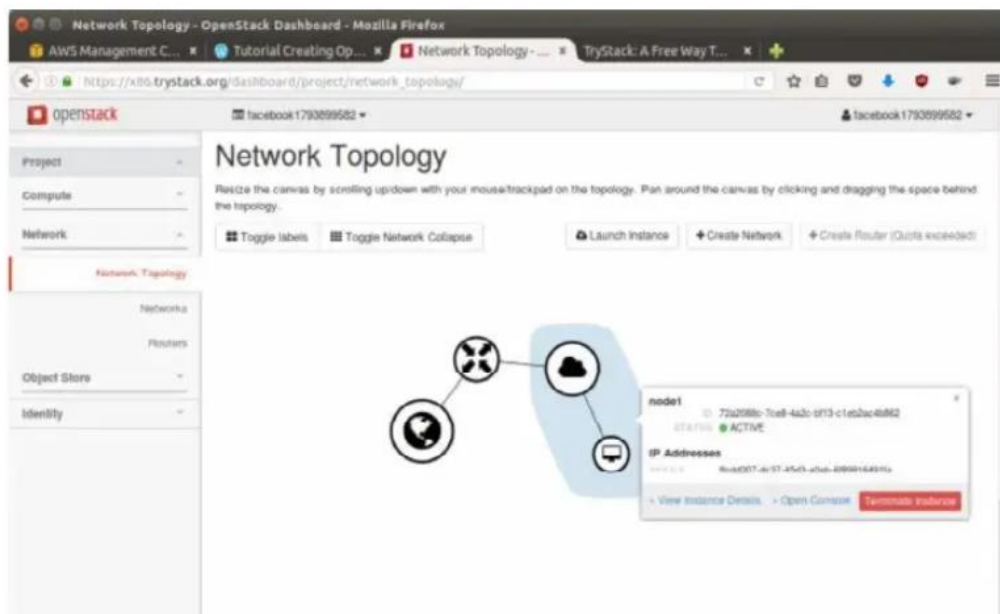 Network Topology - OpenStack Dashboard - Mozilla Firefox
AWS Management C... × Tutorial Creating Op... × Network Topology - ... × TryStack: A Free Way T... ×
https://x86.trystack.org/dashboard/project/network_topology/
openstack facebook1793899582 facebook1793899582
Project
Compute
Network
Network Topology
Networks
Routers
Object Store
Identity
Network Topology
Resize the canvas by scrolling up/down with your mouse/trackpad on the topology. Pan around the canvas by clicking and dragging the space behind
the topology.
Toggle labels Toggle Network Collapse Launch Instance +Create Network +Create Router (Quota exceeded)
node1 ×
ID
STATUS ACTIVE
IP Addresses
View Instance Details Open Console Terminate Instance